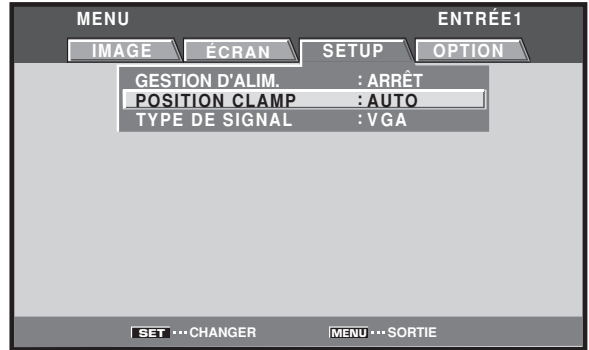 MENU ENTRÉE1
IMAGE ÉCRAN SETUP OPTION
GESTION D'ALIM. : ARRÊT
POSITION CLAMP : AUTO
TYPE DE SIGNAL : VGA
SET ··· CHANGER MENU ··· SORTIE